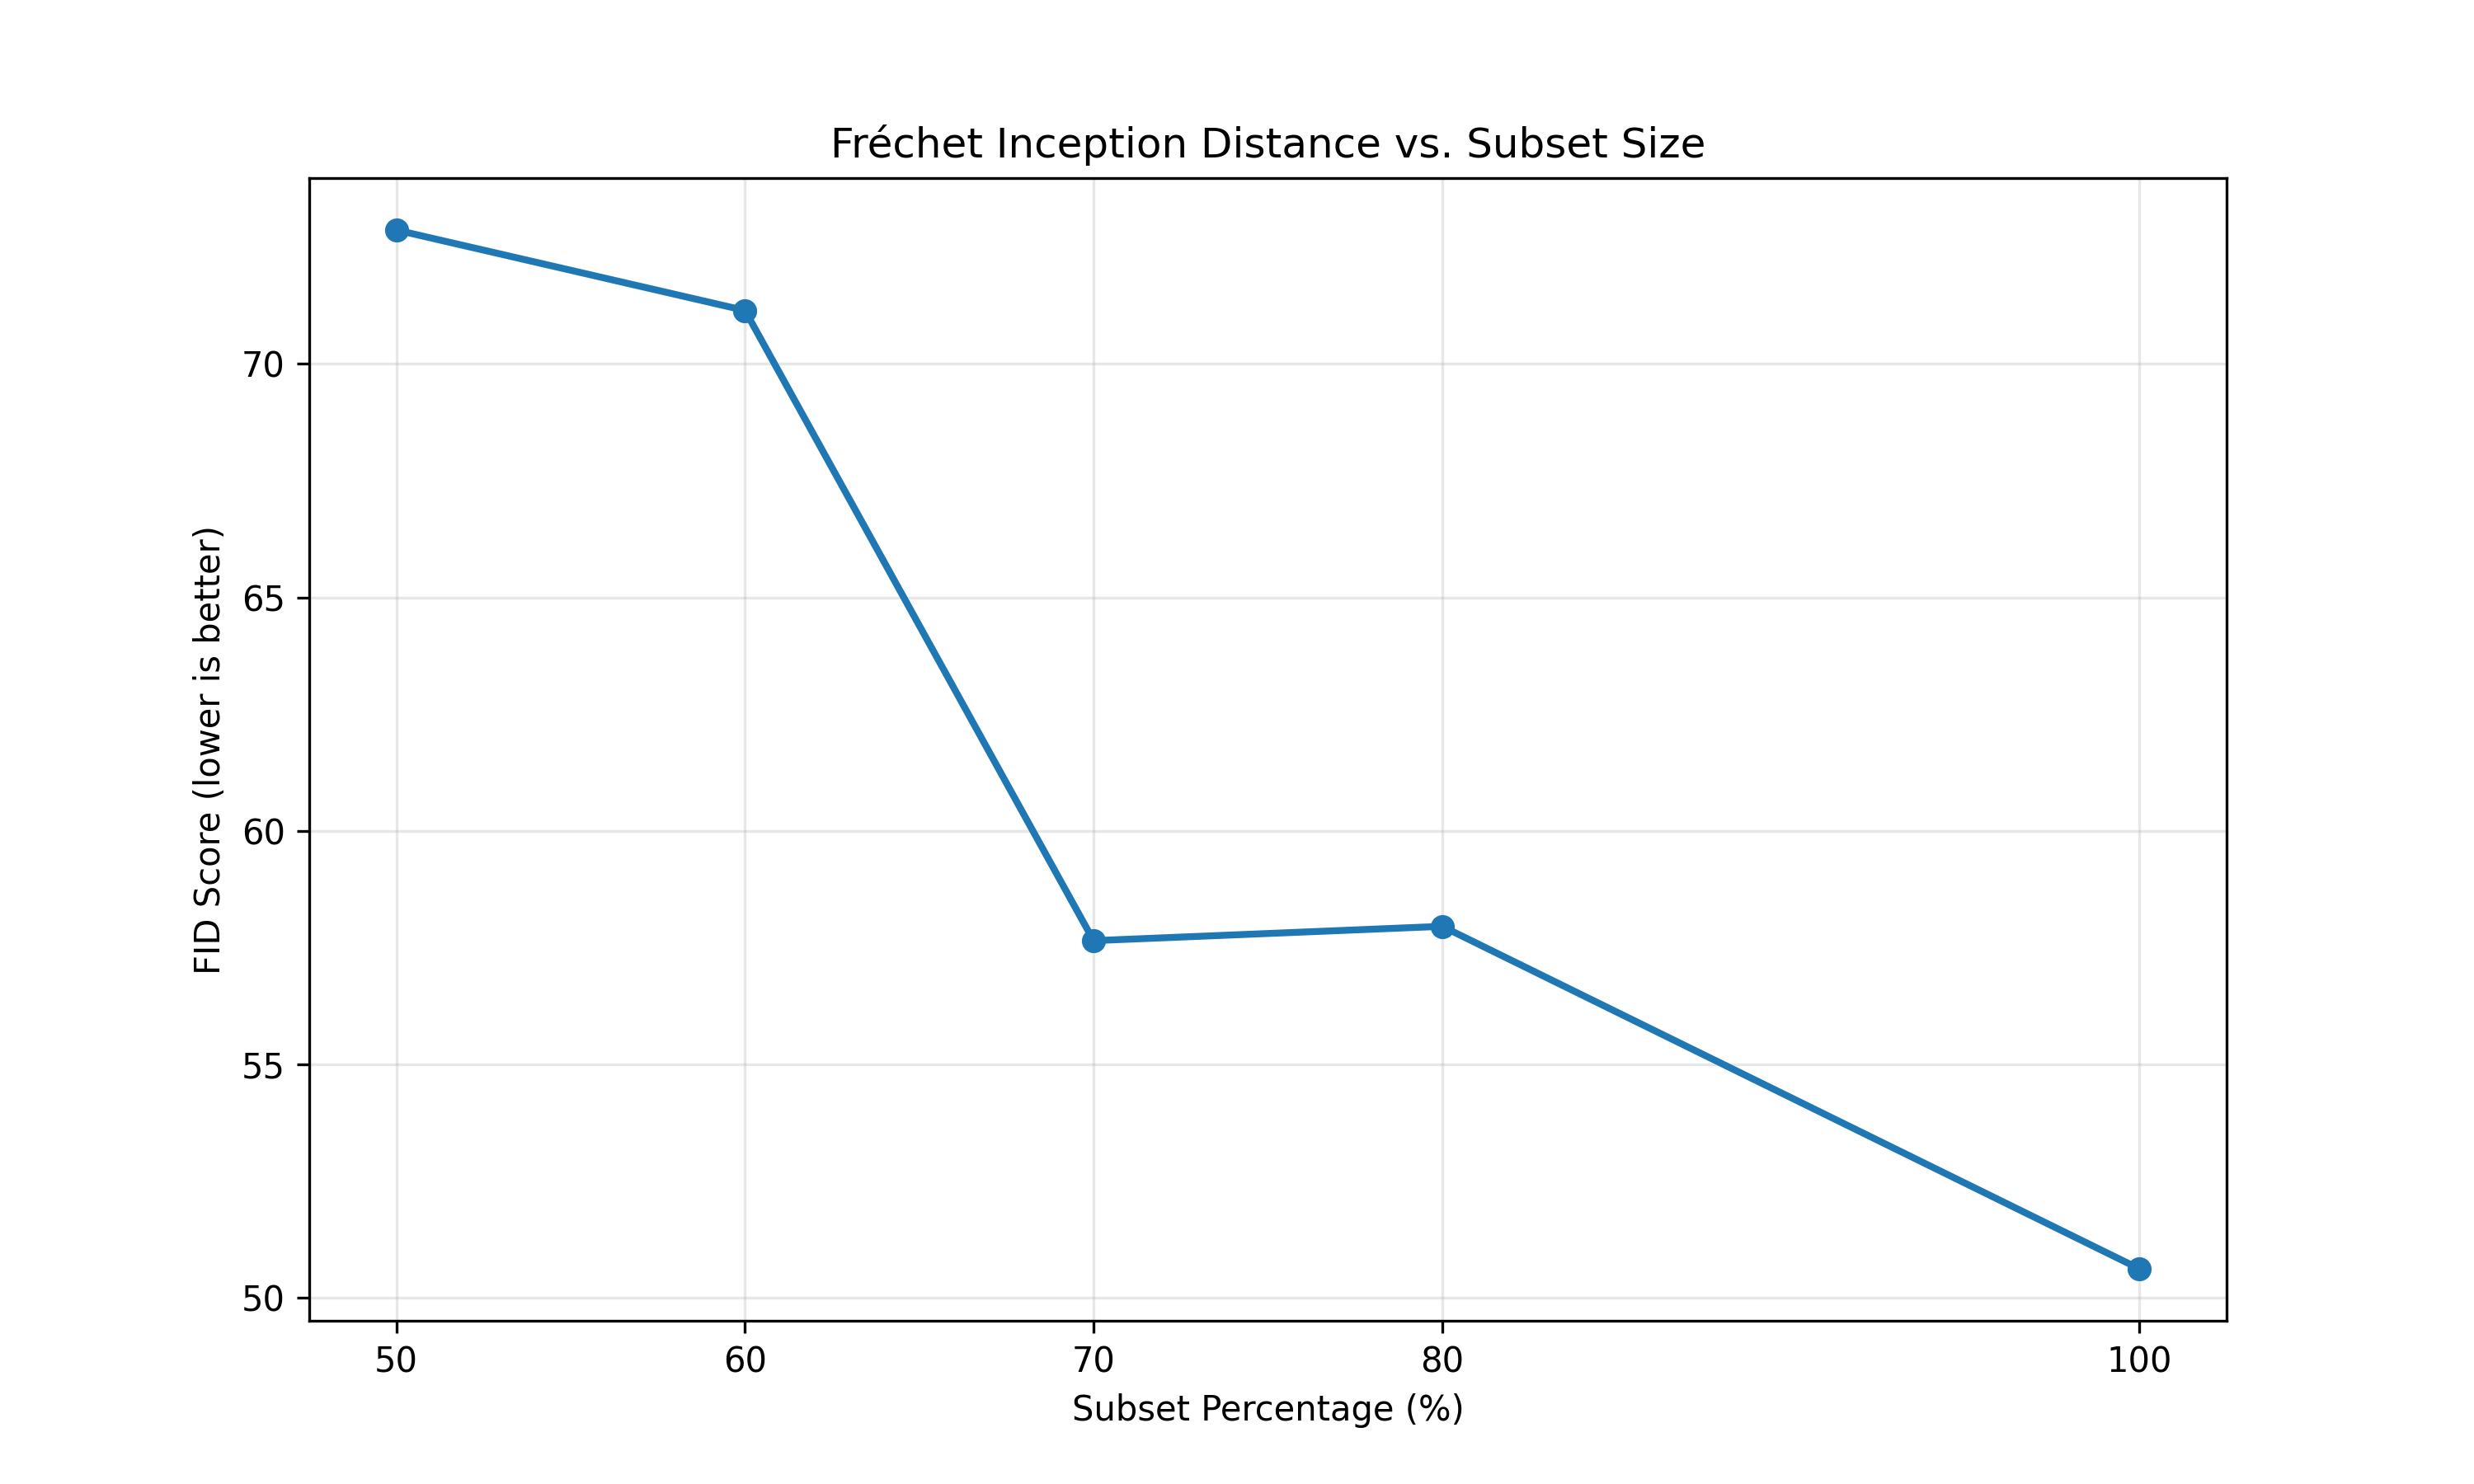 Fréchet Inception Distance vs. Subset Size
FID Score (lower is better)
70
65
60
55
50
50 60 70 80 100
Subset Percentage (%)